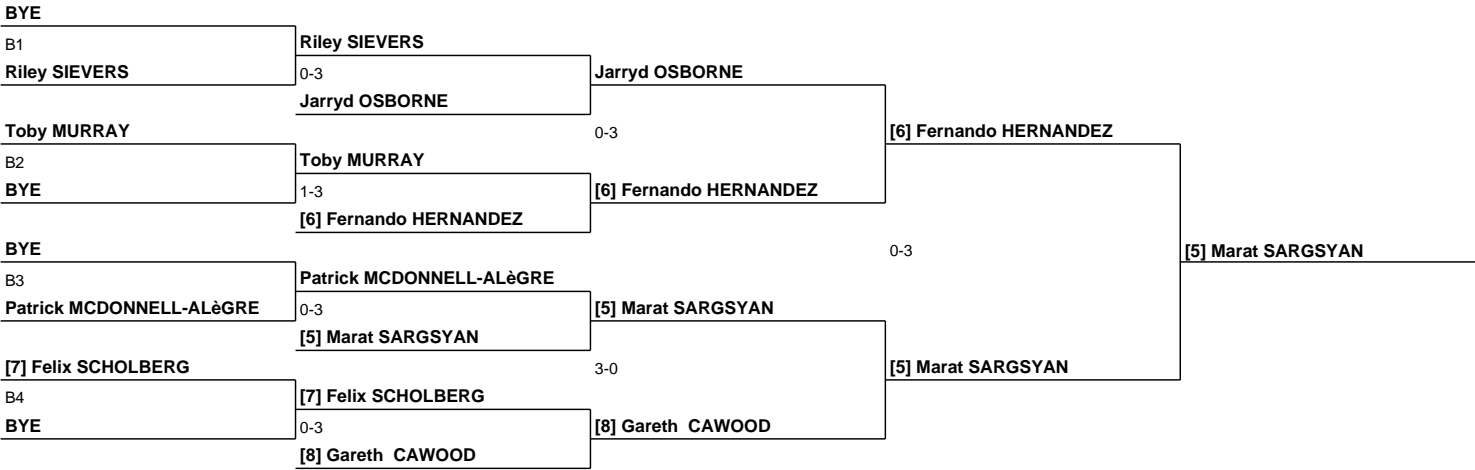 BYE
B1
Riley SIEVERS
Riley SIEVERS
0-3
Jarryd OSBORNE
Jarryd OSBORNE
Toby MURRAY
0-3
[6] Fernando HERNANDEZ
B2
Toby MURRAY
BYE
1-3
[6] Fernando HERNANDEZ
[6] Fernando HERNANDEZ
BYE
0-3
[5] Marat SARGSYAN
B3
Patrick MCDONNELL-ALèGRE
Patrick MCDONNELL-ALèGRE
0-3
[5] Marat SARGSYAN
[5] Marat SARGSYAN
[7] Felix SCHOLBERG
3-0
[5] Marat SARGSYAN
B4
[7] Felix SCHOLBERG
BYE
0-3
[8] Gareth CAWOOD
[8] Gareth CAWOOD